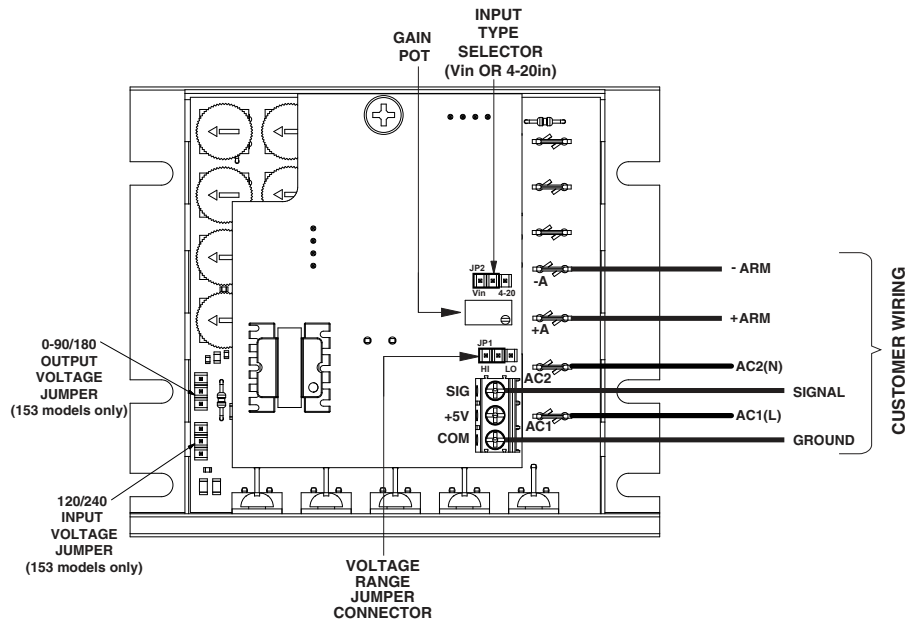 INPUT
TYPE
SELECTOR
(Vin OR 4-20in)
GAIN
POT
JP2
Vin 4-20
-A
- ARM
+A
+ARM
JP1
HI LO
AC2
AC2(N)
SIG
SIGNAL
+5V
AC1
AC1(L)
COM
GROUND
CUSTOMER WIRING
0-90/180
OUTPUT
VOLTAGE
JUMPER
(153 models only)
120/240
INPUT
VOLTAGE
JUMPER
(153 models only)
VOLTAGE
RANGE
JUMPER
CONNECTOR